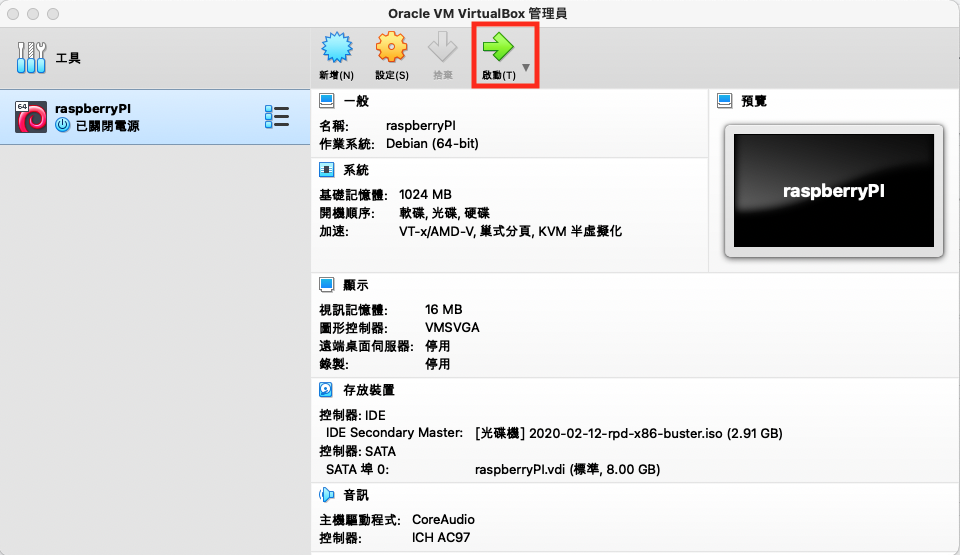 Oracle VM VirtualBox 管理員
工具
新增(N) 設定(S) 捨棄 啟動(T)
64
raspberryPI
已關閉電源
一般
名稱: raspberryPI
作業系統: Debian (64-bit)
系統
基礎記憶體: 1024 MB
開機順序: 軟碟, 光碟, 硬碟
加速: VT-x/AMD-V, 巢式分頁, KVM 半虛擬化
預覽
raspberryPI
顯示
視訊記憶體: 16 MB
圖形控制器: VMSVGA
遠端桌面伺服器: 停用
錄製: 停用
存放裝置
控制器: IDE
IDE Secondary Master: [光碟機] 2020-02-12-rpd-x86-buster.iso (2.91 GB)
控制器: SATA
SATA 埠 0: raspberryPI.vdi (標準, 8.00 GB)
音訊
主機驅動程式: CoreAudio
控制器: ICH AC97